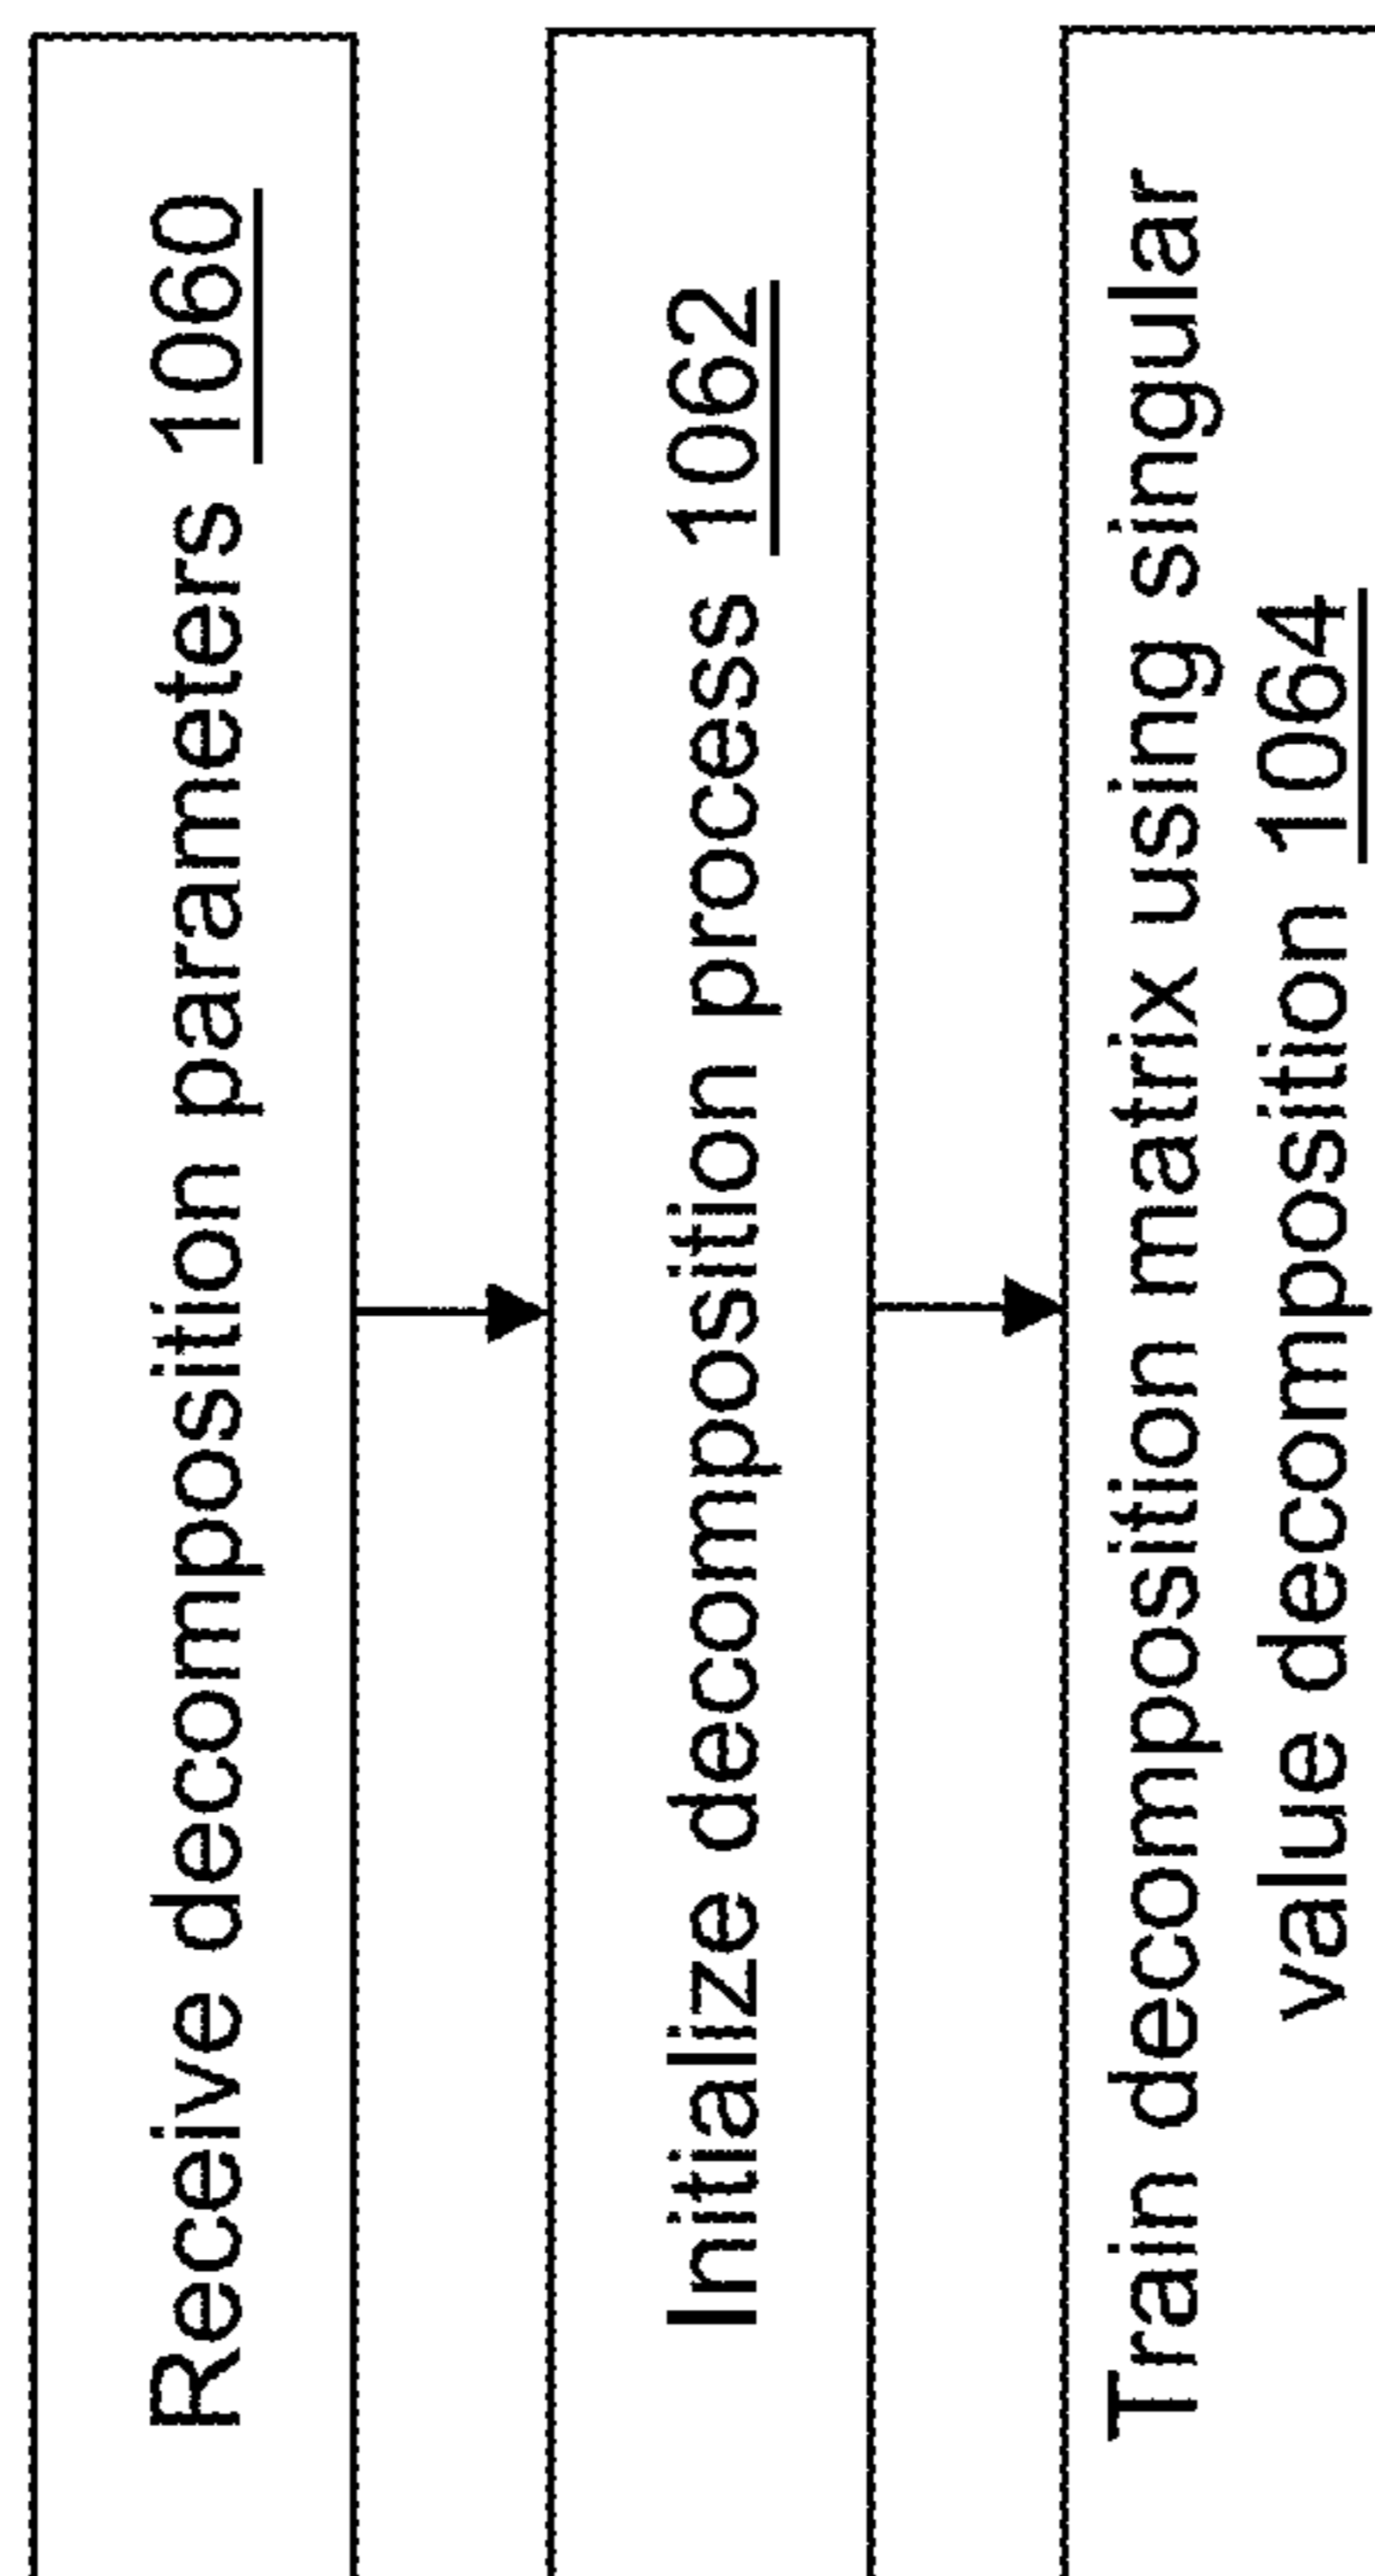 Receive decomposition parameters 1060
Initialize decomposition process 1062
Train decomposition matrix using singular
value decomposition 1064